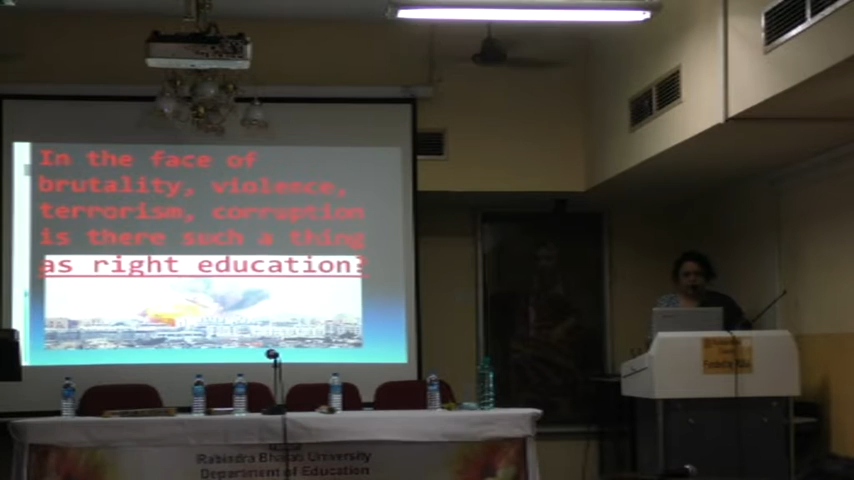 In the face of
brutality, violence,
terrorism, corruption
is there such a thing
as right education?
Rabindra Bharati University
Department of Education